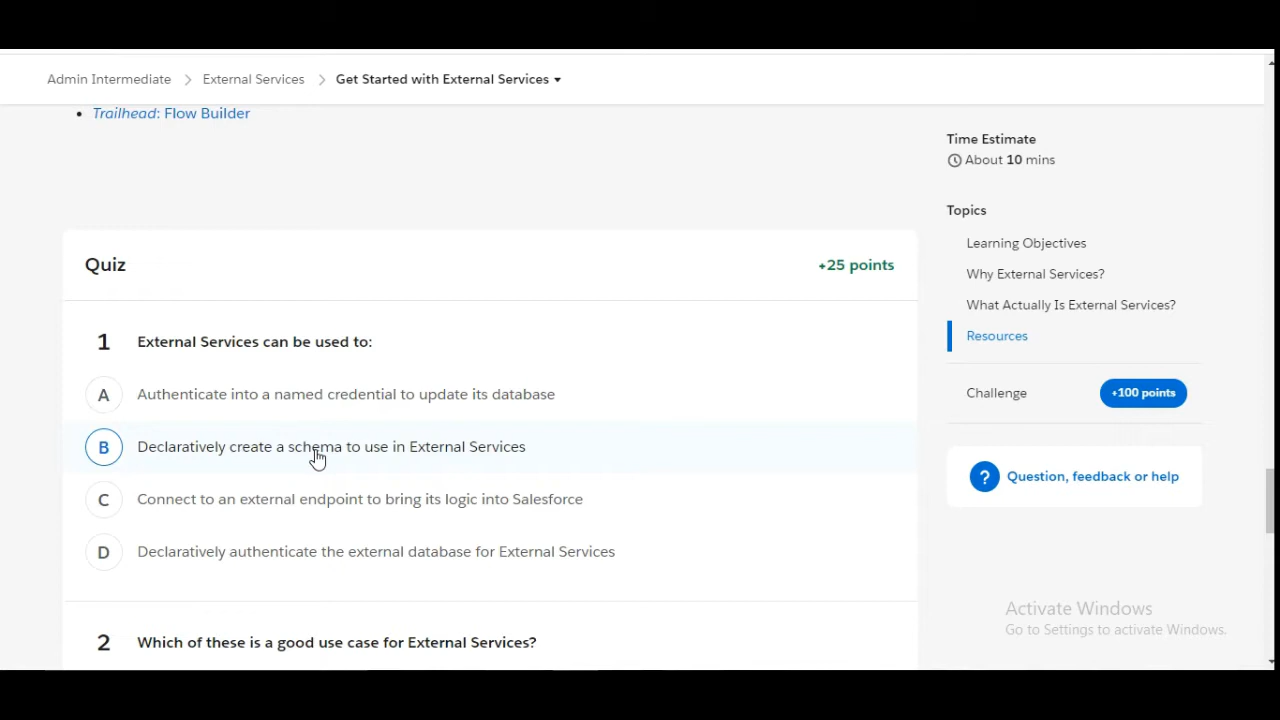 Admin Intermediate > External Services > Get Started with External Services
Trailhead: Flow Builder
Time Estimate
About 10 mins
Topics
Learning Objectives
Why External Services?
What Actually Is External Services?
Resources
Challenge +100 points
? Question, feedback or help
Quiz +25 points
1 External Services can be used to:
A Authenticate into a named credential to update its database
B Declaratively create a schema to use in External Services
C Connect to an external endpoint to bring its logic into Salesforce
D Declaratively authenticate the external database for External Services
2 Which of these is a good use case for External Services?
Activate Windows
Go to Settings to activate Windows.